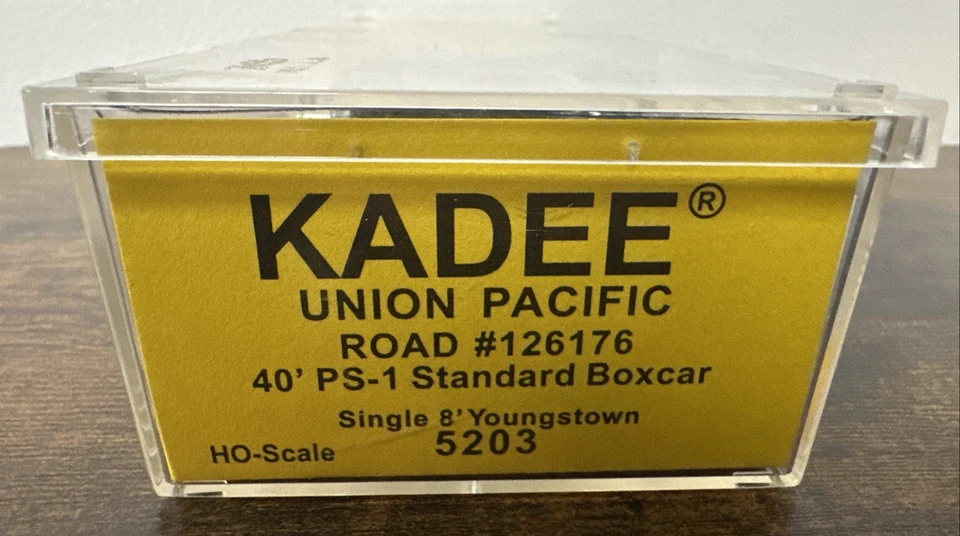 KADEE®
UNION PACIFIC
ROAD #126176
40' PS-1 Standard Boxcar
Single 8' Youngstown
HO-Scale 5203